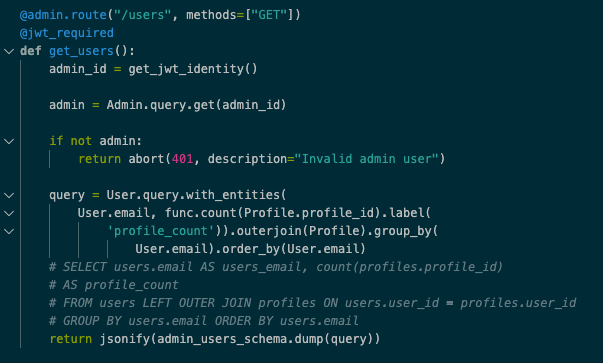 @admin.route("/users", methods=["GET"])
@jwt_required
def get_users():
    admin_id = get_jwt_identity()

    admin = Admin.query.get(admin_id)

    if not admin:
        return abort(401, description="Invalid admin user")

    query = User.query.with_entities(
        User.email, func.count(Profile.profile_id).label(
            'profile_count')).outerjoin(Profile).group_by(
                User.email).order_by(User.email)
    # SELECT users.email AS users_email, count(profiles.profile_id)
    # AS profile_count
    # FROM users LEFT OUTER JOIN profiles ON users.user_id = profiles.user_id
    # GROUP BY users.email ORDER BY users.email
    return jsonify(admin_users_schema.dump(query))